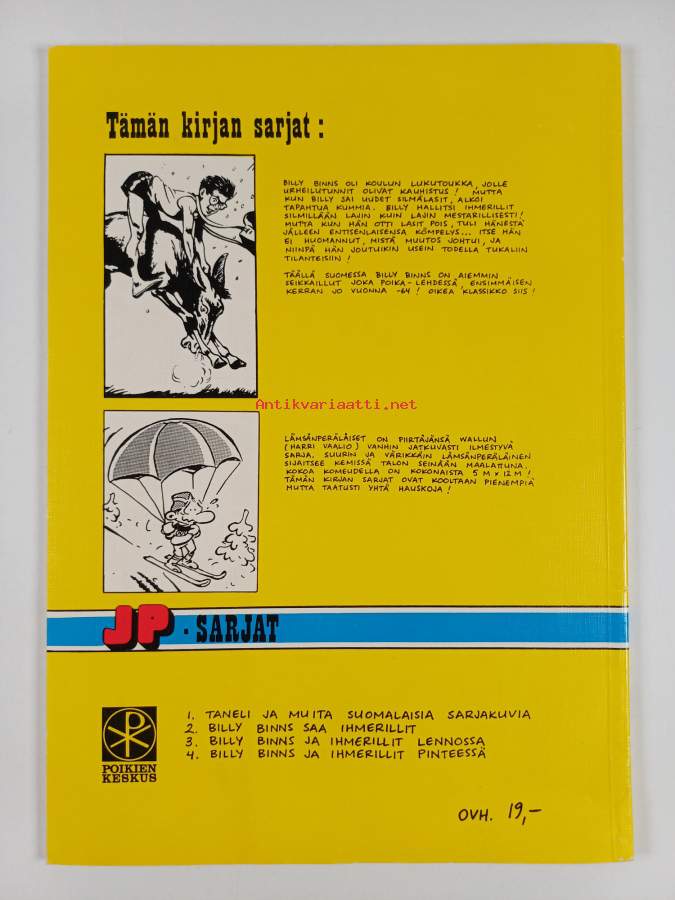 Tämän kirjan sarjat :
BILLY BINNS OLI KOULUN LUKUTOUKKA, JOLLE
URHEILUTUNNIT OLIVAT KAUHISTUS ! MUTTA
KUN BILLY SAI UUDET SILMÄLASIT, ALKOI
TAPAHTUA KUMMIA. BILLY HALLITSI IHMERILLIT
SILMILLÄÄN LAJIN KUIN LAJIN MESTARILLISESTI !
MUTTA KUN HÄN OTTI LASIT POIS, TULI HÄNESTÄ
JÄLLEEN ENTISENLAISENSA KÖMPELYS... ITSE HÄN
EI HUOMANNUT, MISTÄ MUUTOS JOHTUI, JA
NIINPÄ HÄN JOUTUIKIN USEIN TODELLA TUKALIIN
TILANTEISIIN !
TÄÄLLÄ SUOMESSA BILLY BINNS ON AIEMMIN
SEIKKAILLUT JOKA POIKA-LEHDESSÄ, ENSIMMÄISEN
KERRAN JO VUONNA -64 ! OIKEA KLASSIKKO SIIS !
Antikvariaatti.net
LÄMSÄNPERÄLÄISET ON PIIRTÄJÄNSÄ WALLUN
(HARRI VAALIO) VANHIN JATKUVASTI ILMESTYVÄ
SARJA. SUURIN JA VÄRIKKÄIN LÄMSÄNPERÄLÄINEN
SIJAITSEE KEMISSÄ TALON SEINÄÄN MAALATTUNA.
KOKOA KOMEUDELLA ON KOKONAISTA 5 M x 12 M !
TÄMÄN KIRJAN SARJAT OVAT KOOLTAAN PIENEMPIÄ
MUTTA TAATUSTI YHTÄ HAUSKOJA !
JP - SARJAT
1. TANELI JA MUITA SUOMALAISIA SARJAKUVIA
2. BILLY BINNS SAA IHMERILLIT
3. BILLY BINNS JA IHMERILLIT LENNOSSA
4. BILLY BINNS JA IHMERILLIT PINTEESSÄ
POIKIEN
KESKUS
OVH. 19,-